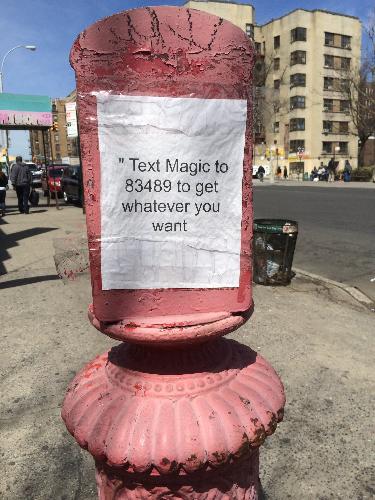 " Text Magic to
83489 to get
whatever you
want